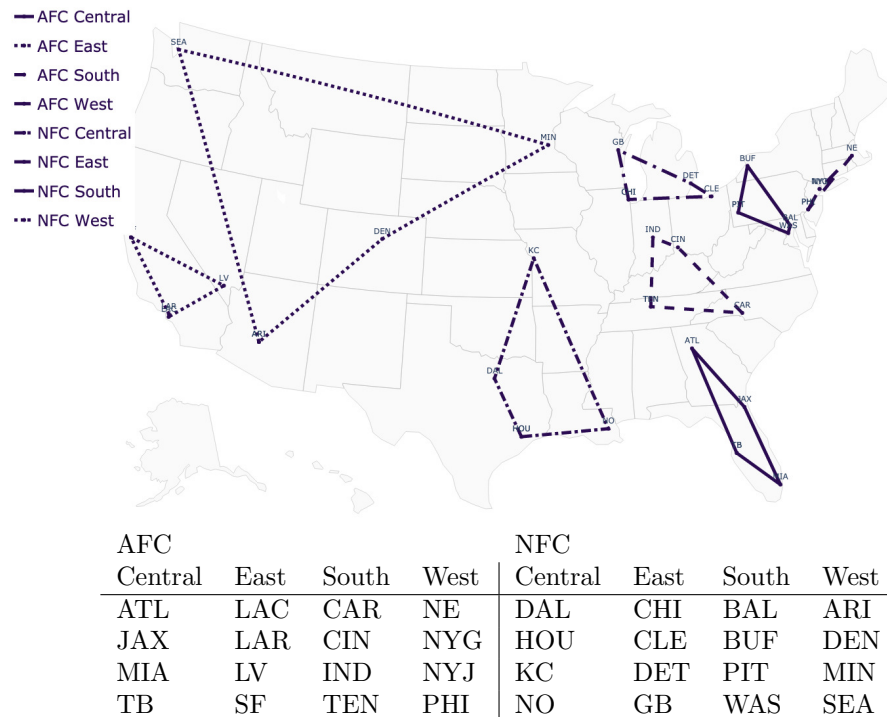 AFC Central
AFC East
AFC South
AFC West
NFC Central
NFC East
NFC South
NFC West
SEA
MIN
GB
DET
CLE
CHI
BUF
PIT
BAL
WAS
NE
DEN
LV
LAR
ARI
KC
DAL
HOU
NO
IND
CIN
TEN
CAR
ATL
JAX
TB
MIA
AFC NFC
Central East South West Central East South West
ATL LAC CAR NE DAL CHI BAL ARI
JAX LAR CIN NYG HOU CLE BUF DEN
MIA LV IND NYJ KC DET PIT MIN
TB SF TEN PHI NO GB WAS SEA